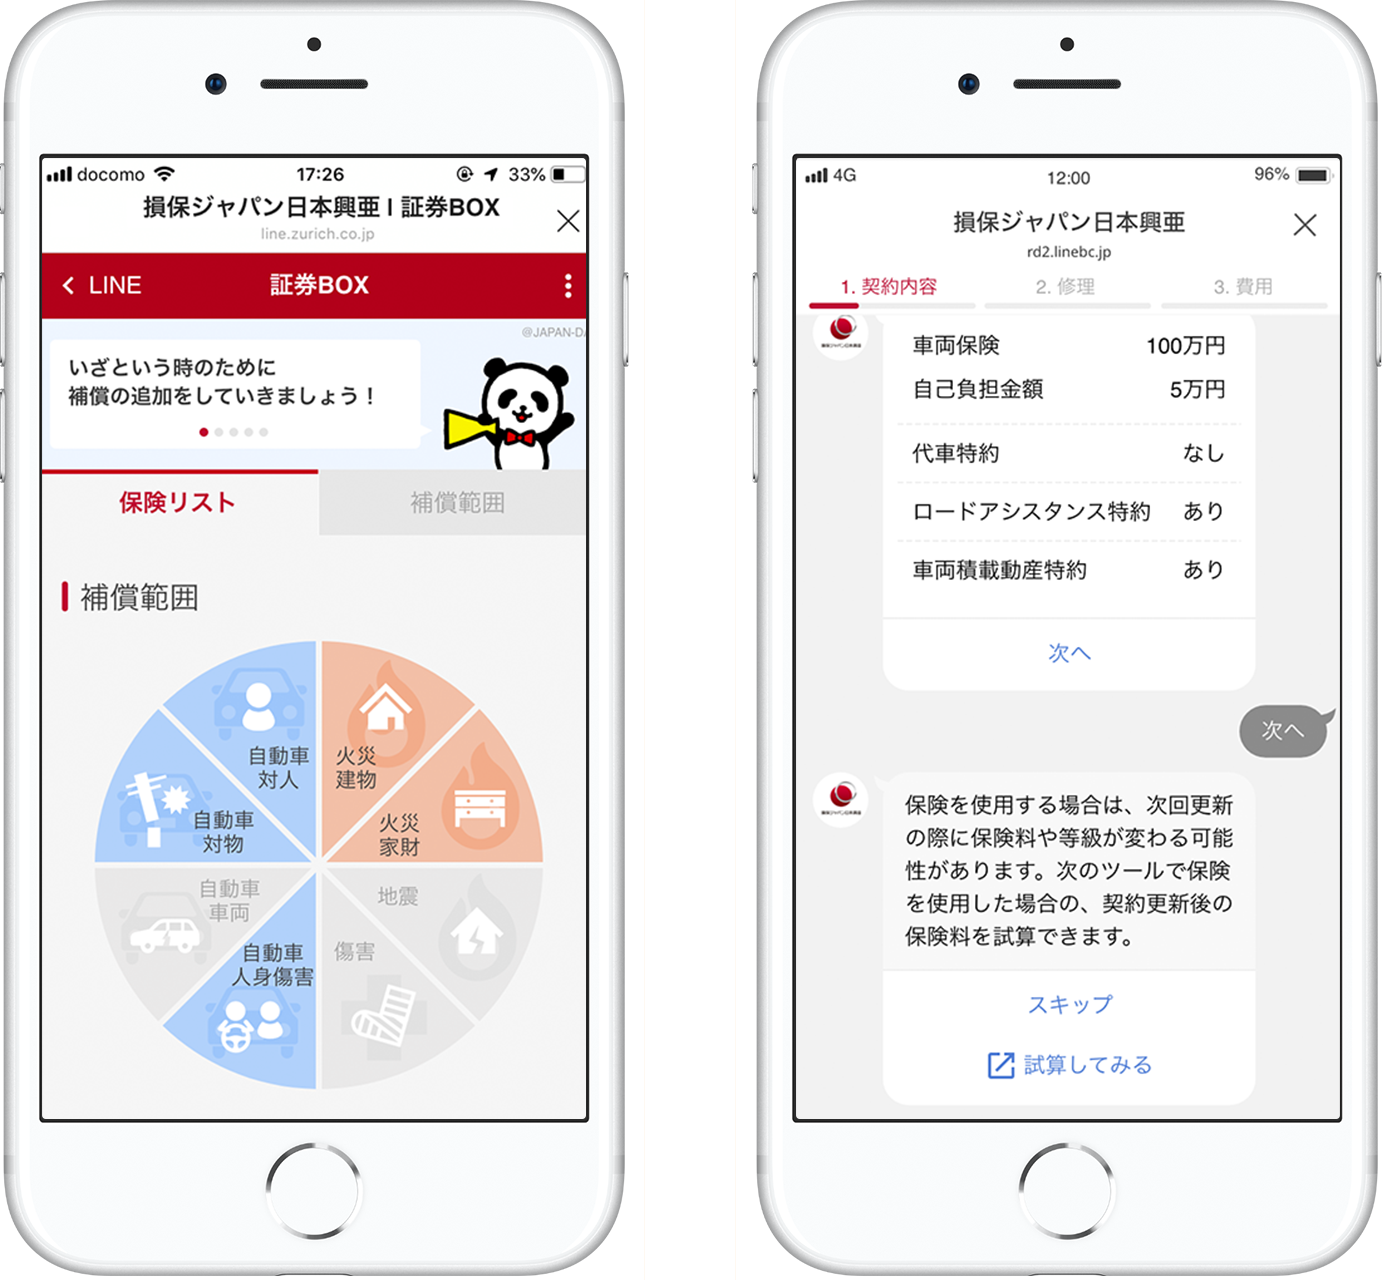 docomo 17:26 33%
損保ジャパン日本興亜 | 証券BOX
line.zurich.co.jp
LINE 証券BOX
@JAPAN-DA
いざという時のために
補償の追加をしていきましょう！
保険リスト 補償範囲
補償範囲
自動車
対人
火災
建物
自動車
対物
火災
家財
自動車
車両
地震
自動車
人身傷害
傷害
4G 12:00 96%
損保ジャパン日本興亜
rd2.linebc.jp
1. 契約内容 2. 修理 3. 費用
車両保険 100万円
自己負担金額 5万円
代車特約 なし
ロードアシスタンス特約 あり
車両積載動産特約 あり
次へ
次へ
保険を使用する場合は、次回更新
の際に保険料や等級が変わる可能
性があります。次のツールで保険
を使用した場合の、契約更新後の
保険料を試算できます。
スキップ
試算してみる